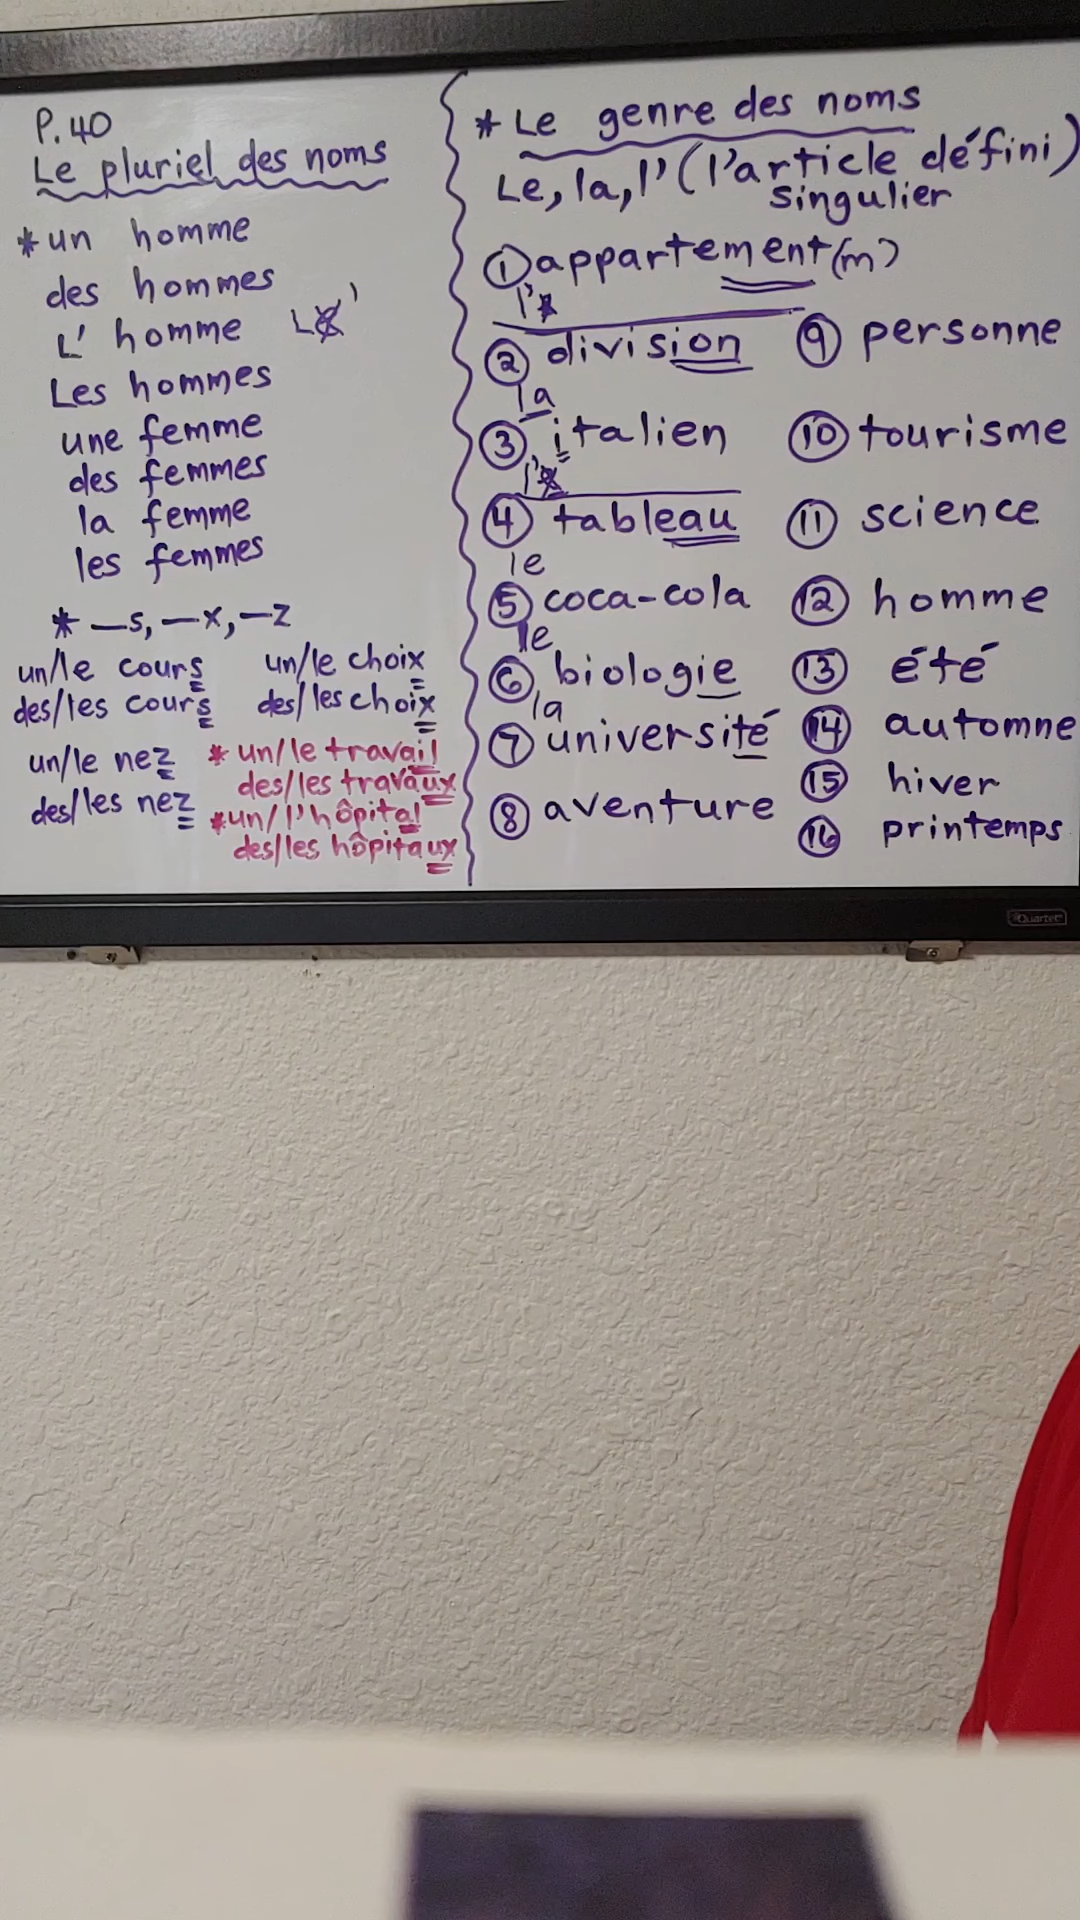 P.40
Le pluriel des noms
*un homme
des hommes
L' homme
Les hommes
une femme
des femmes
la femme
les femmes
* —s, —x, —z
un/le cours
des/les cours
un/le choix
des/les choix
un/le nez
des/les nez
* un/le travail
des/les travaux
*un/l'hôpital
des/les hôpitaux
* Le genre des noms
Le, la, l' (l'article défini)
singulier
① appartement (m)
l'
② division
la
③ italien
l'
④ tableau
le
⑤ coca-cola
le
⑥ biologie
la
⑦ université
⑧ aventure
⑨ personne
⑩ tourisme
⑪ science
⑫ homme
⑬ été
⑭ automne
⑮ hiver
⑯ printemps
Quartet